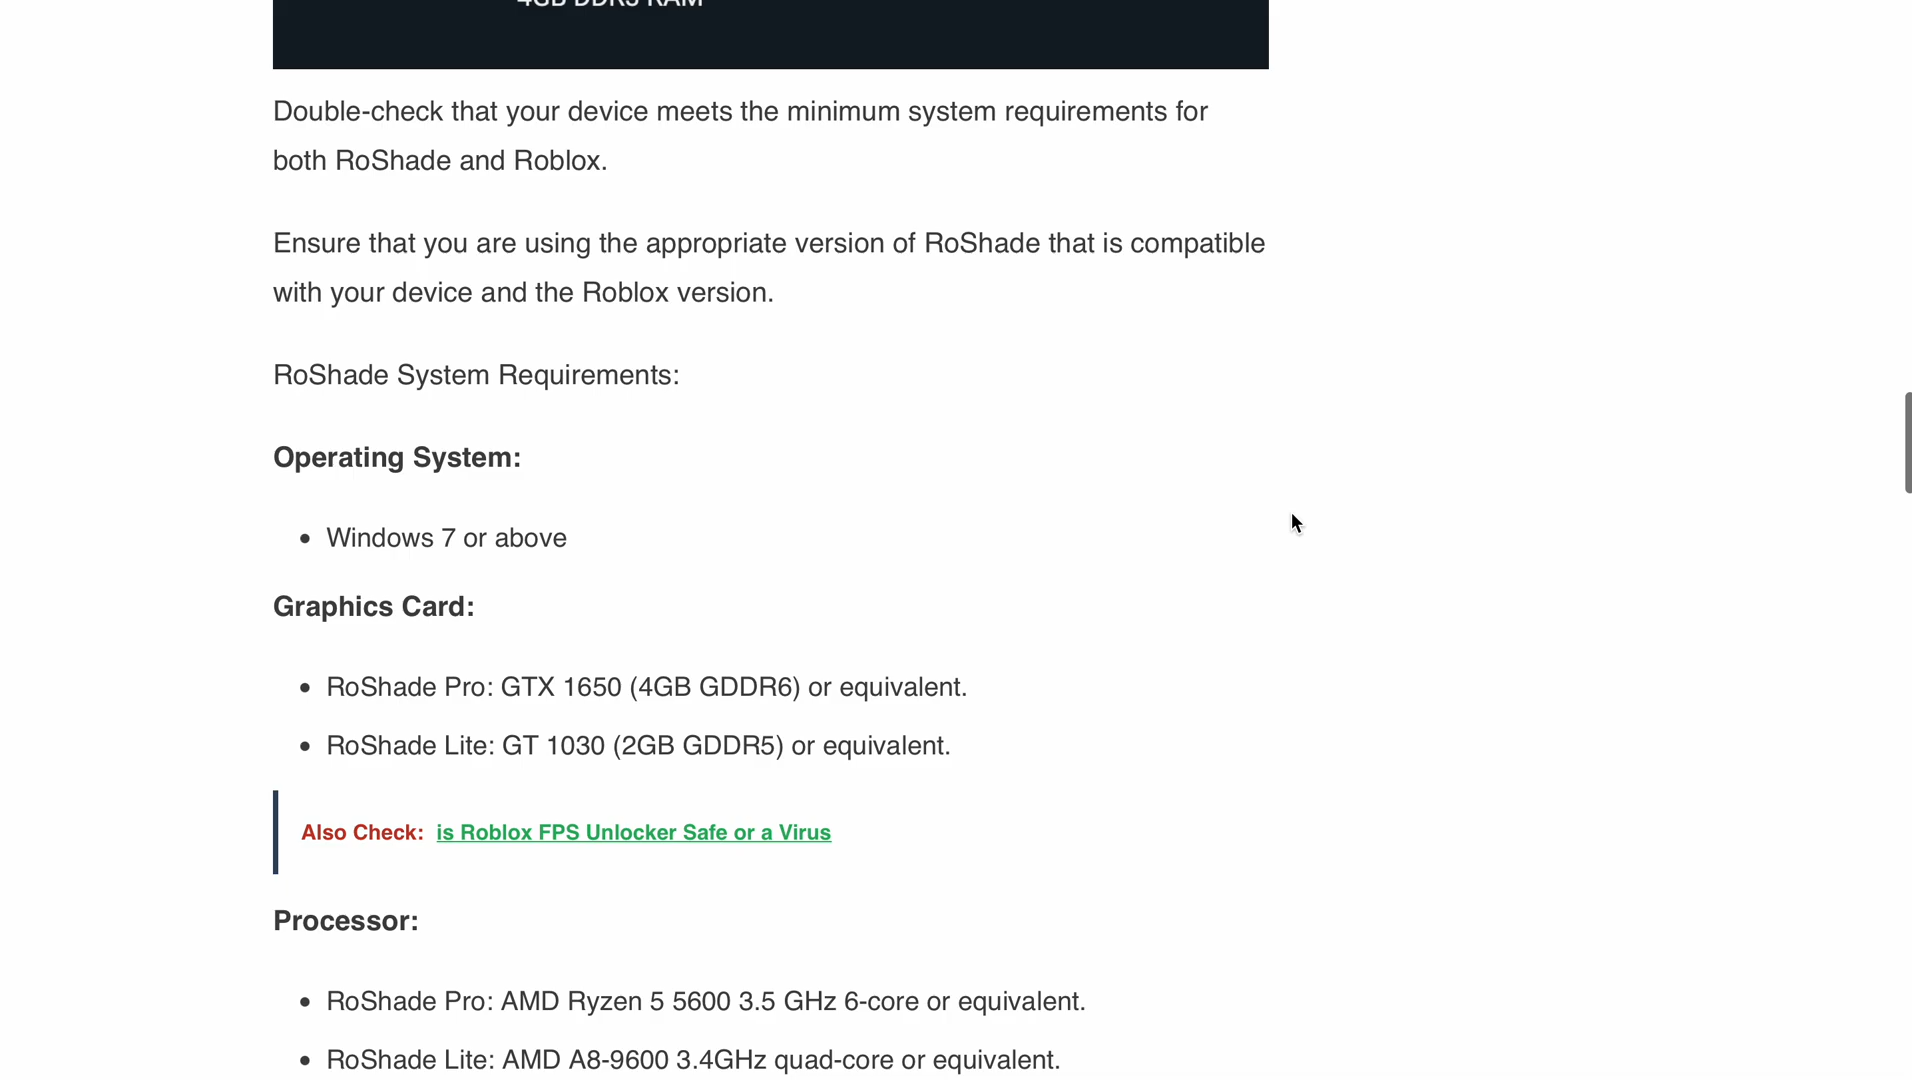 4GB DDR3 RAM
Double-check that your device meets the minimum system requirements for
both RoShade and Roblox.
Ensure that you are using the appropriate version of RoShade that is compatible
with your device and the Roblox version.
RoShade System Requirements:
Operating System:
• Windows 7 or above
Graphics Card:
• RoShade Pro: GTX 1650 (4GB GDDR6) or equivalent.
• RoShade Lite: GT 1030 (2GB GDDR5) or equivalent.
Also Check: is Roblox FPS Unlocker Safe or a Virus
Processor:
• RoShade Pro: AMD Ryzen 5 5600 3.5 GHz 6-core or equivalent.
• RoShade Lite: AMD A8-9600 3.4GHz quad-core or equivalent.